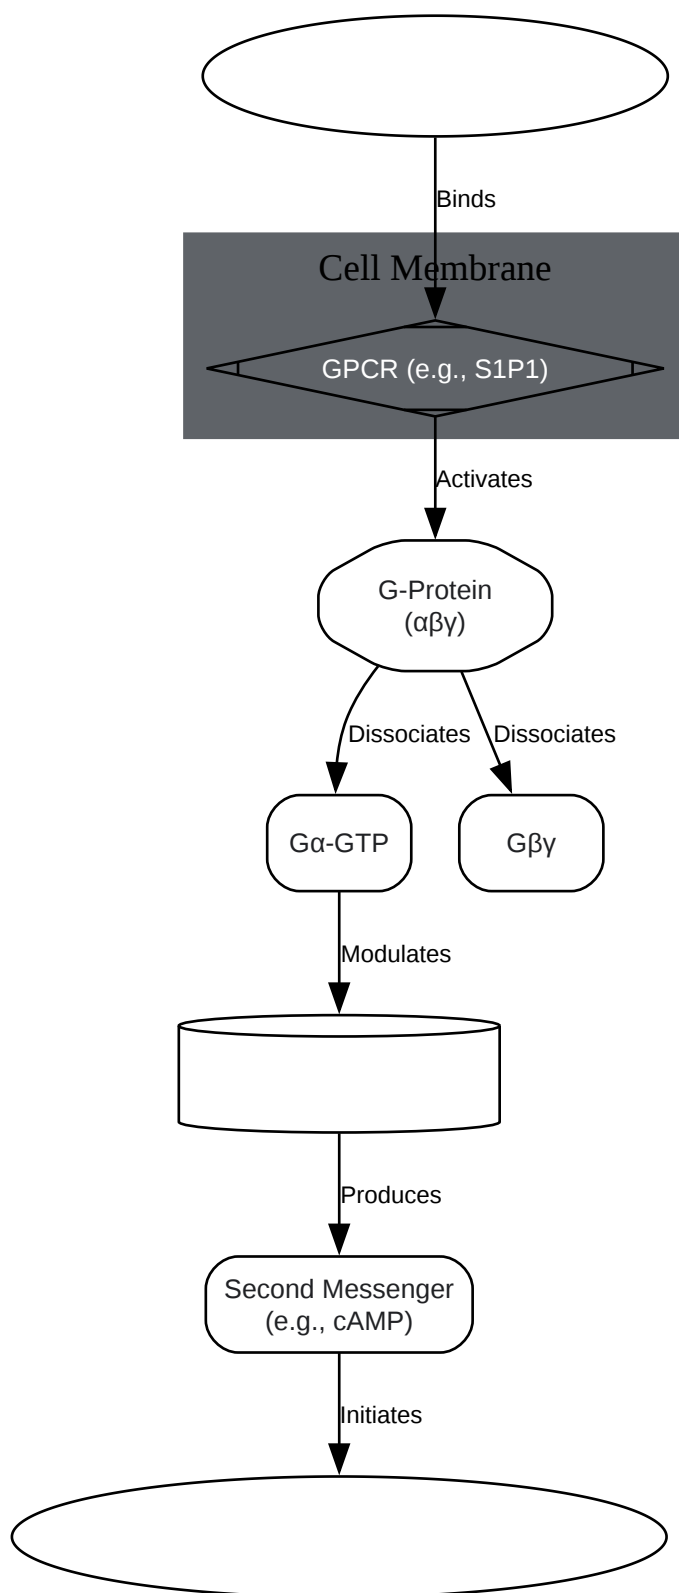 Binds
Cell Membrane
GPCR (e.g., S1P1)
Activates
G-Protein
(αβγ)
Dissociates
Dissociates
Gα-GTP
Gβγ
Modulates
Produces
Second Messenger
(e.g., cAMP)
Initiates